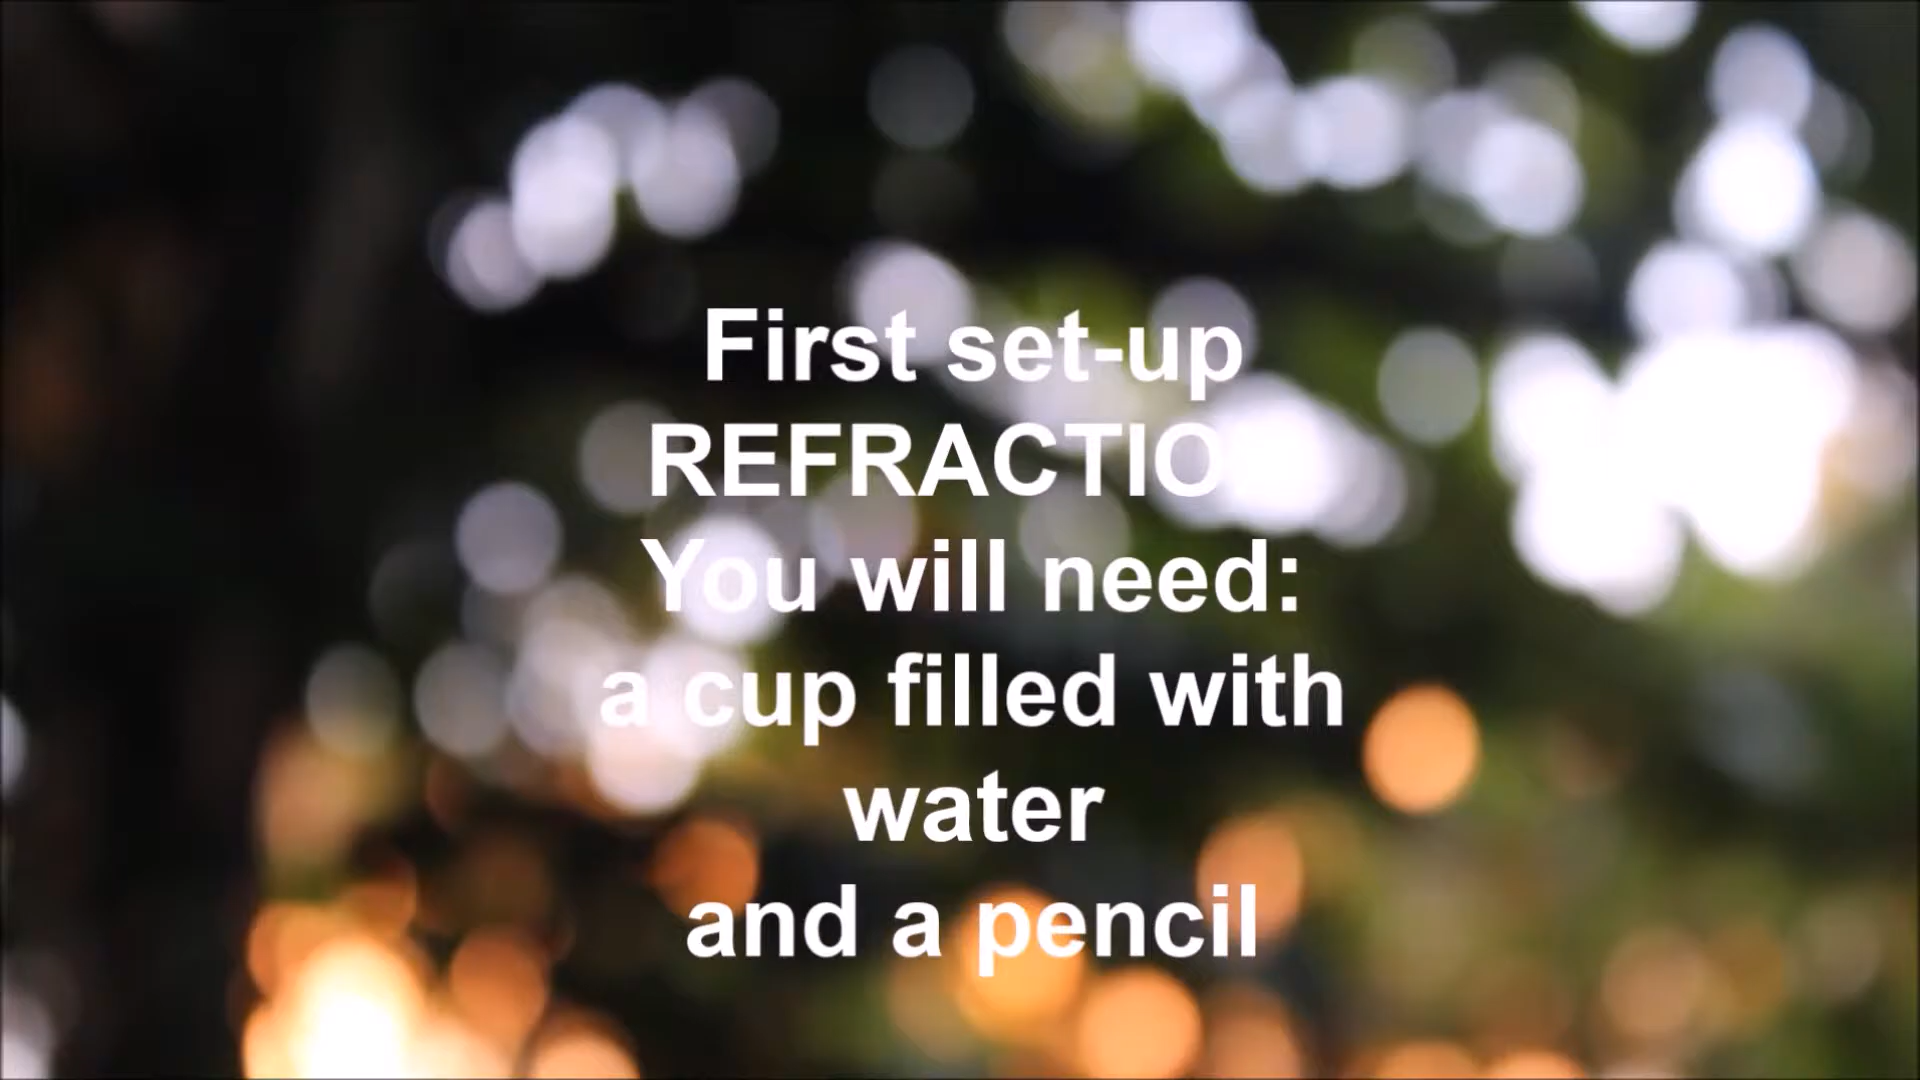 First set-up
REFRACTION
You will need:
a cup filled with
water
and a pencil